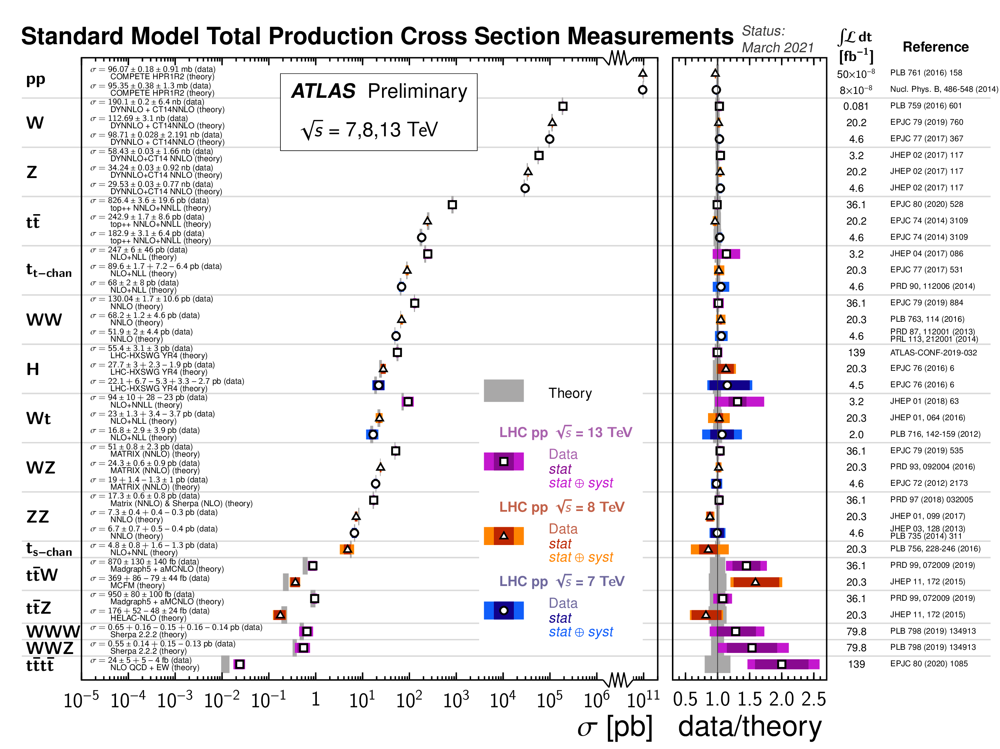 Standard Model Total Production Cross Section Measurements
Status:
March 2021
∫ℒ dt
[fb⁻¹]
Reference
ATLAS Preliminary
√s = 7,8,13 TeV
pp
σ = 96.07 ± 0.18 ± 0.91 mb (data)
COMPETE HPR1R2 (theory)
50×10⁻⁸
PLB 761 (2016) 158
σ = 95.35 ± 0.38 ± 1.3 mb (data)
COMPETE HPR1R2 (theory)
8×10⁻⁸
Nucl. Phys. B, 486-548 (2014)
W
σ = 190.1 ± 0.2 ± 6.4 nb (data)
DYNNLO + CT14NNLO (theory)
0.081
PLB 759 (2016) 601
σ = 112.69 ± 3.1 nb (data)
DYNNLO + CT14NNLO (theory)
20.2
EPJC 79 (2019) 760
σ = 98.71 ± 0.028 ± 2.191 nb (data)
DYNNLO + CT14NNLO (theory)
4.6
EPJC 77 (2017) 367
Z
σ = 58.43 ± 0.03 ± 1.66 nb (data)
DYNNLO+CT14 NNLO (theory)
3.2
JHEP 02 (2017) 117
σ = 34.24 ± 0.03 ± 0.92 nb (data)
DYNNLO+CT14 NNLO (theory)
20.2
JHEP 02 (2017) 117
σ = 29.53 ± 0.03 ± 0.77 nb (data)
DYNNLO+CT14 NNLO (theory)
4.6
JHEP 02 (2017) 117
tt̄
σ = 826.4 ± 3.6 ± 19.6 pb (data)
top++ NNLO+NNLL (theory)
36.1
EPJC 80 (2020) 528
σ = 242.9 ± 1.7 ± 8.6 pb (data)
top++ NNLO+NNLL (theory)
20.2
EPJC 74 (2014) 3109
σ = 182.9 ± 3.1 ± 6.4 pb (data)
top++ NNLO+NNLL (theory)
4.6
EPJC 74 (2014) 3109
t t−chan
σ = 247 ± 6 ± 46 pb (data)
NLO+NLL (theory)
3.2
JHEP 04 (2017) 086
σ = 89.6 ± 1.7 + 7.2 − 6.4 pb (data)
NLO+NLL (theory)
20.3
EPJC 77 (2017) 531
σ = 68 ± 2 ± 8 pb (data)
NLO+NLL (theory)
4.6
PRD 90, 112006 (2014)
WW
σ = 130.04 ± 1.7 ± 10.6 pb (data)
NNLO (theory)
36.1
EPJC 79 (2019) 884
σ = 68.2 ± 1.2 ± 4.6 pb (data)
NNLO (theory)
20.3
PLB 763, 114 (2016)
σ = 51.9 ± 2 ± 4.4 pb (data)
NNLO (theory)
4.6
PRD 87, 112001 (2013)
PRL 113, 212001 (2014)
H
σ = 55.4 ± 3.1 ± 3 pb (data)
LHC-HXSWG YR4 (theory)
139
ATLAS-CONF-2019-032
σ = 27.7 ± 3 + 2.3 − 1.9 pb (data)
LHC-HXSWG YR4 (theory)
20.3
EPJC 76 (2016) 6
σ = 22.1 + 6.7 − 5.3 + 3.3 − 2.7 pb (data)
LHC-HXSWG YR4 (theory)
4.5
EPJC 76 (2016) 6
Wt
σ = 94 ± 10 + 28 − 23 pb (data)
NLO+NNLL (theory)
3.2
JHEP 01 (2018) 63
σ = 23 ± 1.3 + 3.4 − 3.7 pb (data)
NLO+NLL (theory)
20.3
JHEP 01, 064 (2016)
σ = 16.8 ± 2.9 ± 3.9 pb (data)
NLO+NLL (theory)
2.0
PLB 716, 142-159 (2012)
WZ
σ = 51 ± 0.8 ± 2.3 pb (data)
MATRIX (NNLO) (theory)
36.1
EPJC 79 (2019) 535
σ = 24.3 ± 0.6 ± 0.9 pb (data)
MATRIX (NNLO) (theory)
20.3
PRD 93, 092004 (2016)
σ = 19 + 1.4 − 1.3 ± 1 pb (data)
MATRIX (NNLO) (theory)
4.6
EPJC 72 (2012) 2173
ZZ
σ = 17.3 ± 0.6 ± 0.8 pb (data)
Matrix (NNLO) & Sherpa (NLO) (theory)
36.1
PRD 97 (2018) 032005
σ = 7.3 ± 0.4 + 0.4 − 0.3 pb (data)
NNLO (theory)
20.3
JHEP 01, 099 (2017)
σ = 6.7 ± 0.7 + 0.5 − 0.4 pb (data)
NNLO (theory)
4.6
JHEP 03, 128 (2013)
PLB 735 (2014) 311
t s−chan
σ = 4.8 ± 0.8 + 1.6 − 1.3 pb (data)
NLO+NNL (theory)
20.3
PLB 756, 228-246 (2016)
tt̄W
σ = 870 ± 130 ± 140 fb (data)
Madgraph5 + aMCNLO (theory)
36.1
PRD 99, 072009 (2019)
σ = 369 + 86 − 79 ± 44 fb (data)
MCFM (theory)
20.3
JHEP 11, 172 (2015)
tt̄Z
σ = 950 ± 80 ± 100 fb (data)
Madgraph5 + aMCNLO (theory)
36.1
PRD 99, 072009 (2019)
σ = 176 + 52 − 48 ± 24 fb (data)
HELAC-NLO (theory)
20.3
JHEP 11, 172 (2015)
WWW
σ = 0.65 + 0.16 − 0.15 + 0.16 − 0.14 pb (data)
Sherpa 2.2.2 (theory)
79.8
PLB 798 (2019) 134913
WWZ
σ = 0.55 ± 0.14 + 0.15 − 0.13 pb (data)
Sherpa 2.2.2 (theory)
79.8
PLB 798 (2019) 134913
tt̄tt̄
σ = 24 ± 5 + 5 − 4 fb (data)
NLO QCD + EW (theory)
139
EPJC 80 (2020) 1085
Theory
LHC pp √s = 13 TeV
Data
stat
stat ⊕ syst
LHC pp √s = 8 TeV
Data
stat
stat ⊕ syst
LHC pp √s = 7 TeV
Data
stat
stat ⊕ syst
10⁻⁵ 10⁻⁴ 10⁻³ 10⁻² 10⁻¹ 1 10¹ 10² 10³ 10⁴ 10⁵ 10⁶ 10¹¹
0.5 1.0 1.5 2.0 2.5
σ [pb]
data/theory